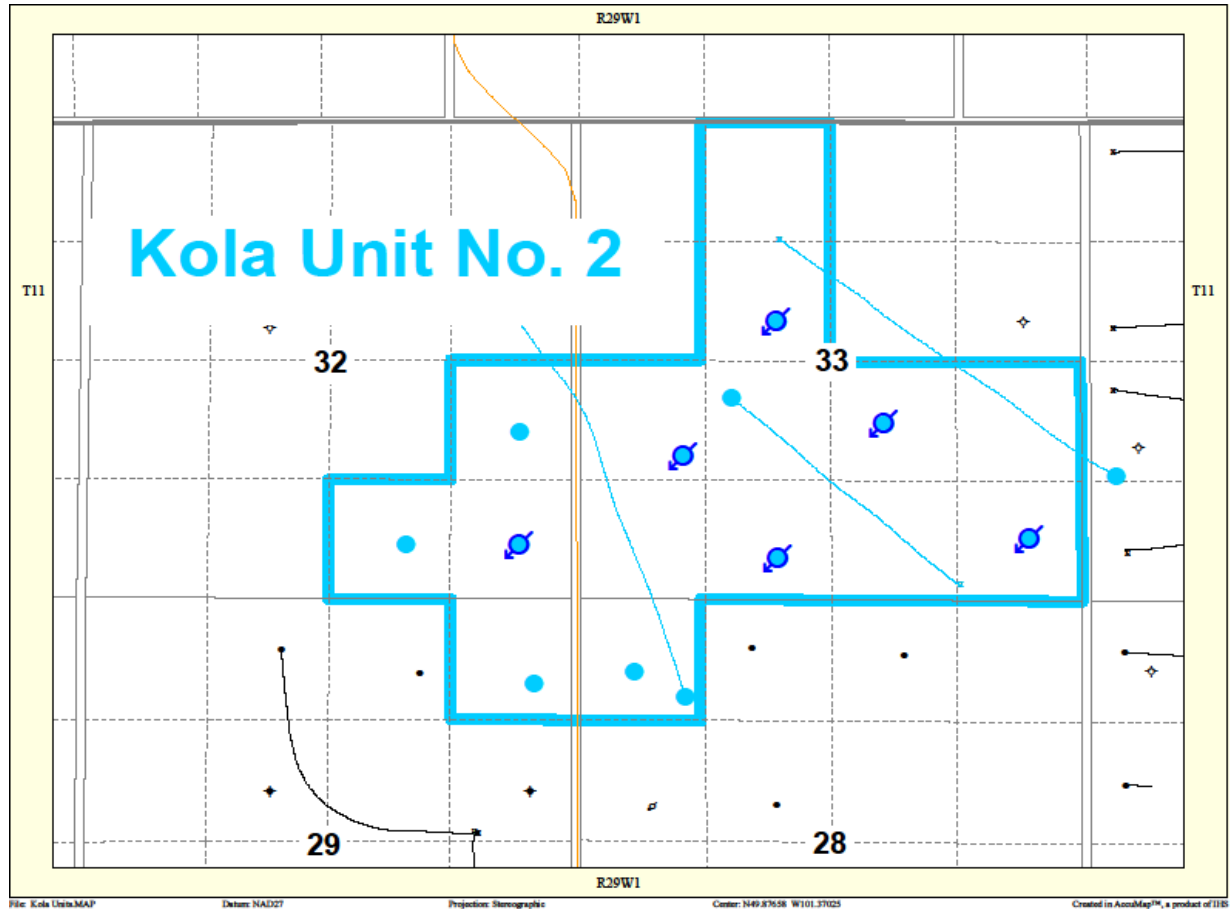 R29W1
Kola Unit No. 2
T11
T11
32
33
29
28
R29W1
File: Kola Units.MAP Datum: NAD27 Projection: Stereographic Center: N49.87658 W101.37025 Created in AccuMap™, a product of IHS